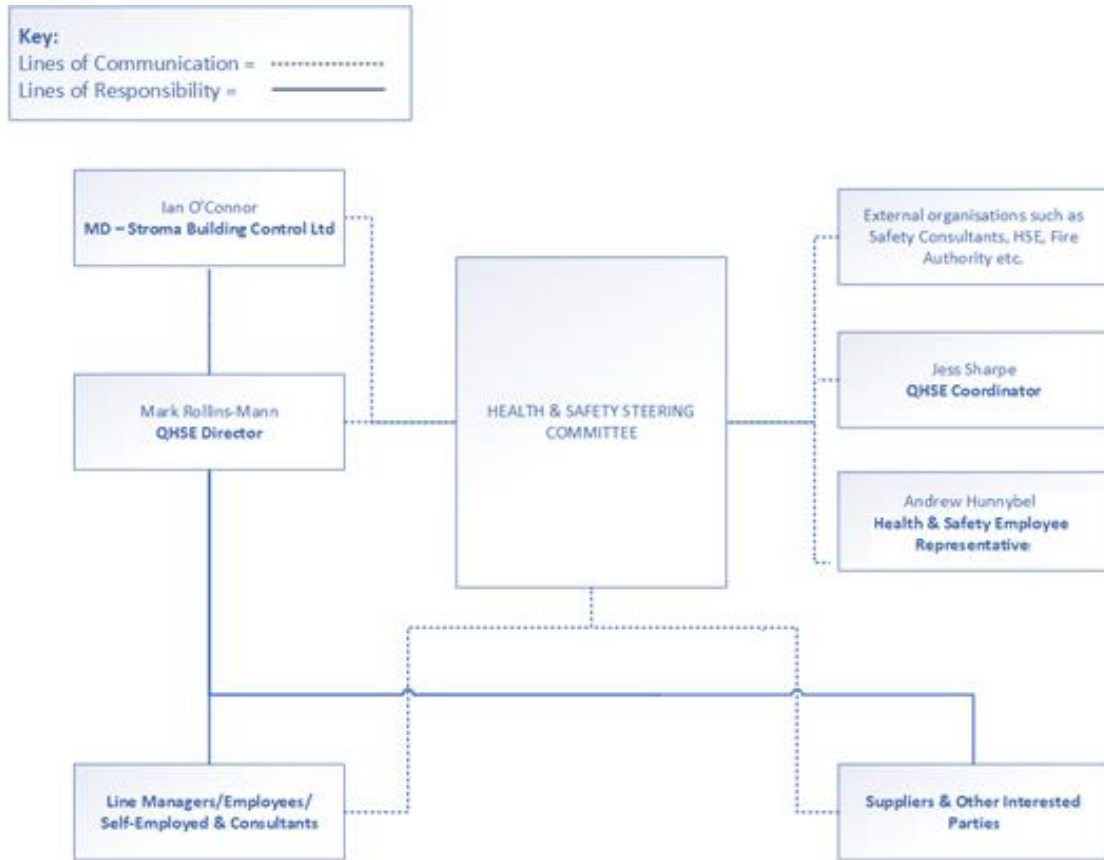 Key:
Lines of Communication =
Lines of Responsibility =
Ian O'Connor
MD – Stroma Building Control Ltd
Mark Rollins-Mann
QHSE Director
HEALTH & SAFETY STEERING
COMMITTEE
External organisations such as
Safety Consultants, HSE, Fire
Authority etc.
Jess Sharpe
QHSE Coordinator
Andrew Hunnybel
Health & Safety Employee
Representative
Line Managers/Employees/
Self-Employed & Consultants
Suppliers & Other Interested
Parties